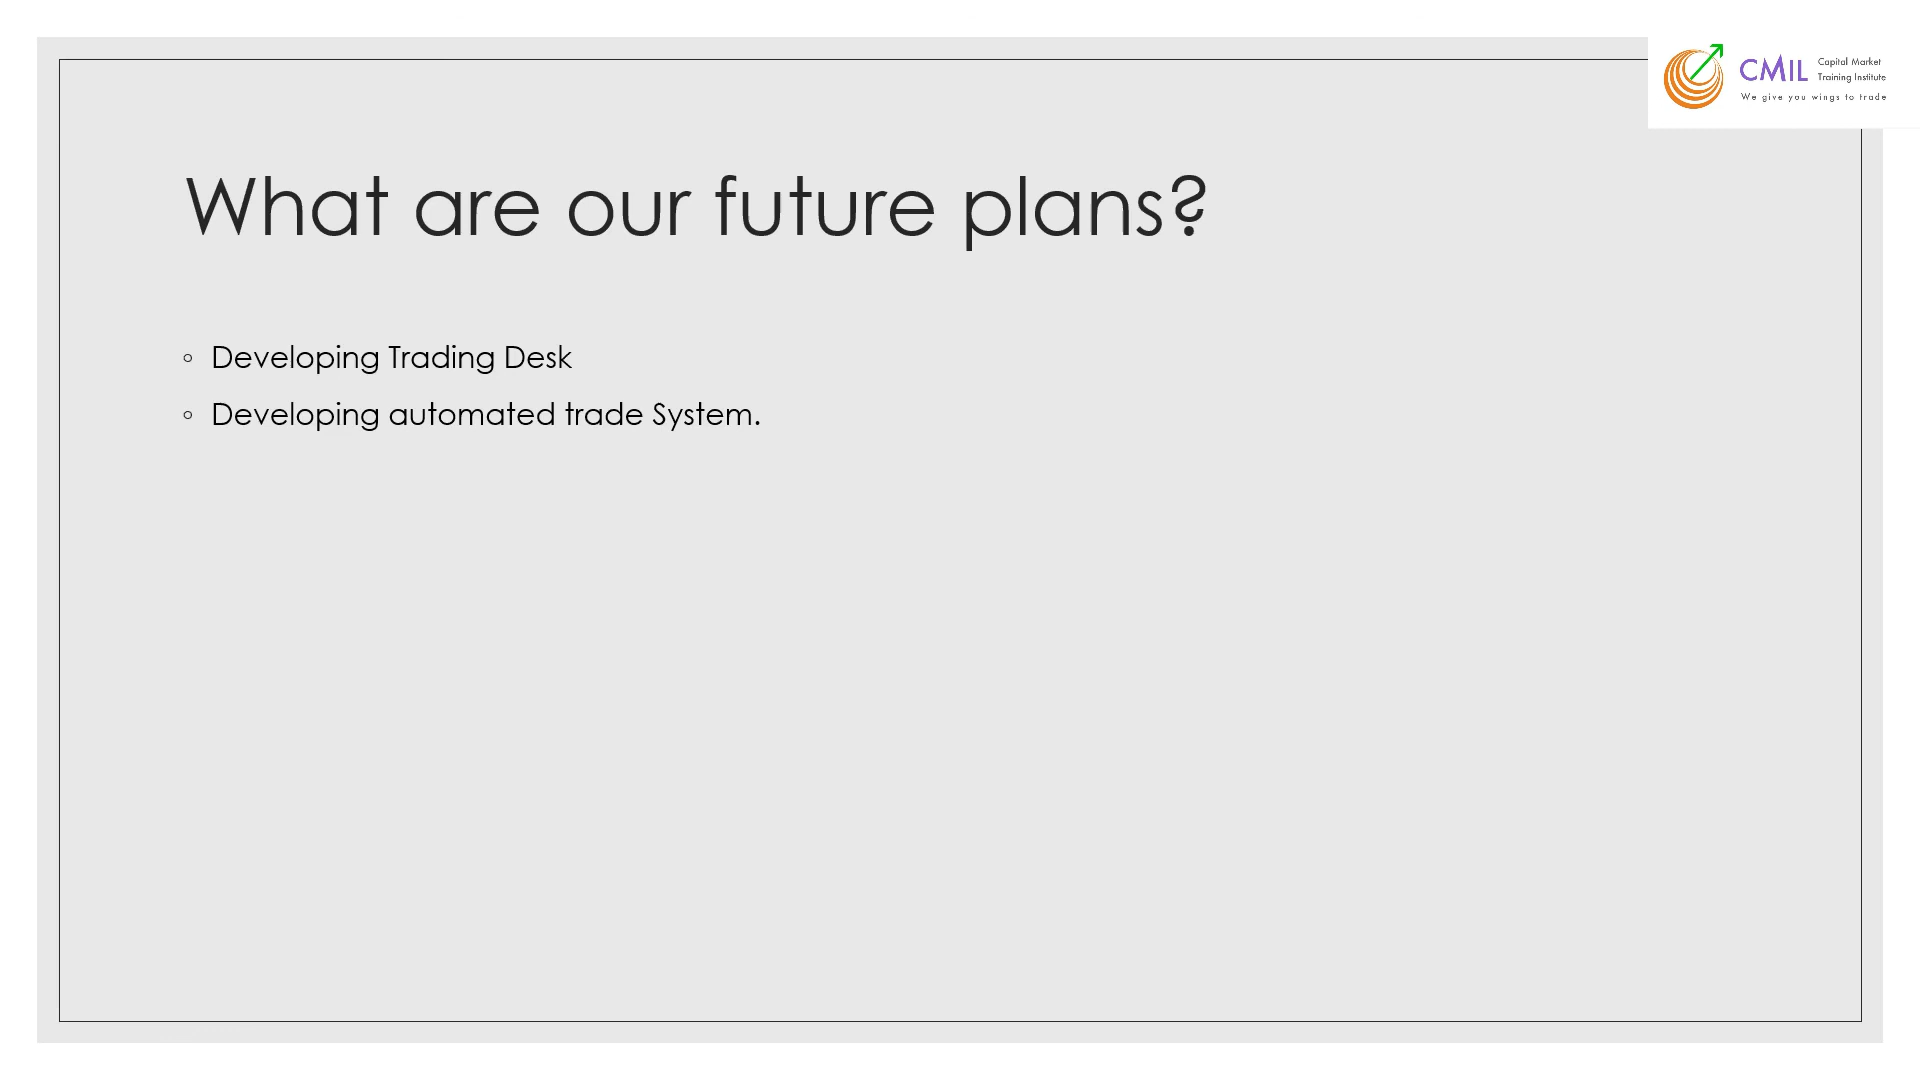 CMIL
Capital Market
Training Institute
We give you wings to trade
What are our future plans?
◦ Developing Trading Desk
◦ Developing automated trade System.